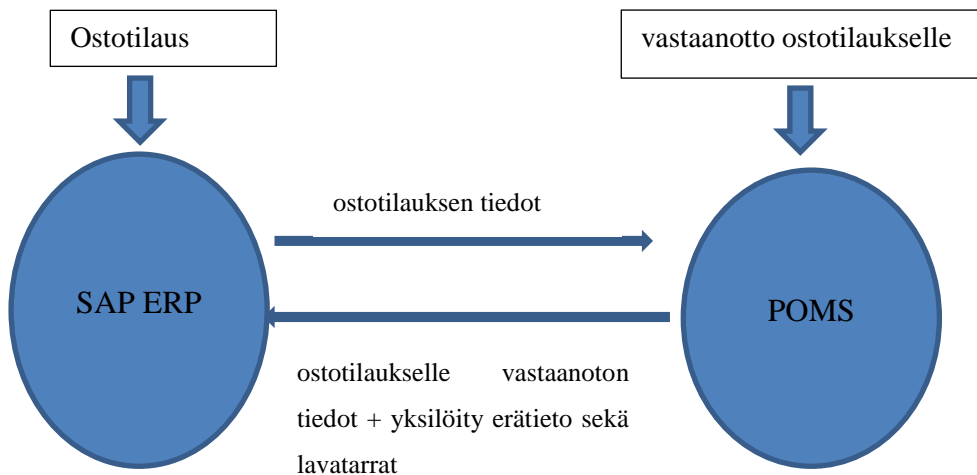 Ostotilaus
vastaanotto ostotilaukselle
ostotilauksen tiedot
SAP ERP
POMS
ostotilaukselle vastaanoton
tiedot + yksilöity erätieto sekä
lavatarrat